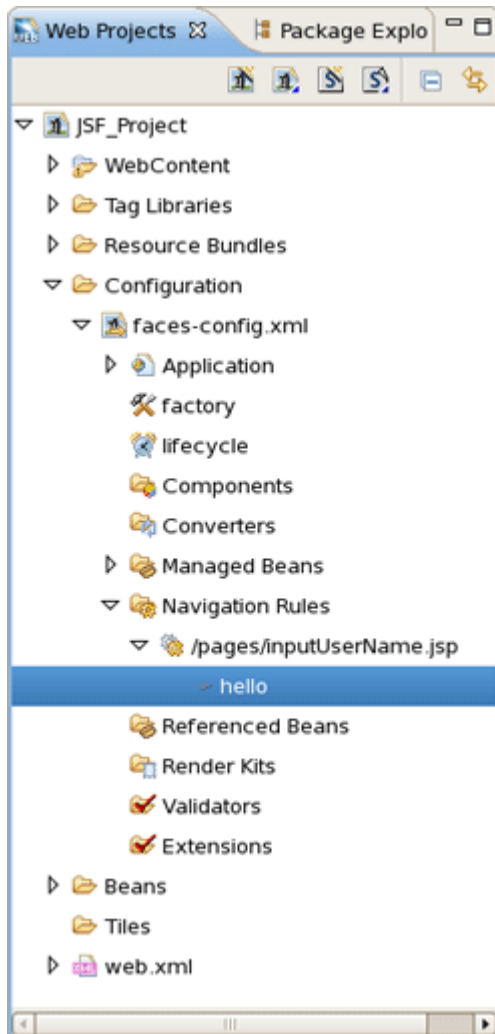 Web Projects Package Explo
JSF_Project
WebContent
Tag Libraries
Resource Bundles
Configuration
faces-config.xml
Application
factory
lifecycle
Components
Converters
Managed Beans
Navigation Rules
/pages/inputUserName.jsp
hello
Referenced Beans
Render Kits
Validators
Extensions
Beans
Tiles
web.xml